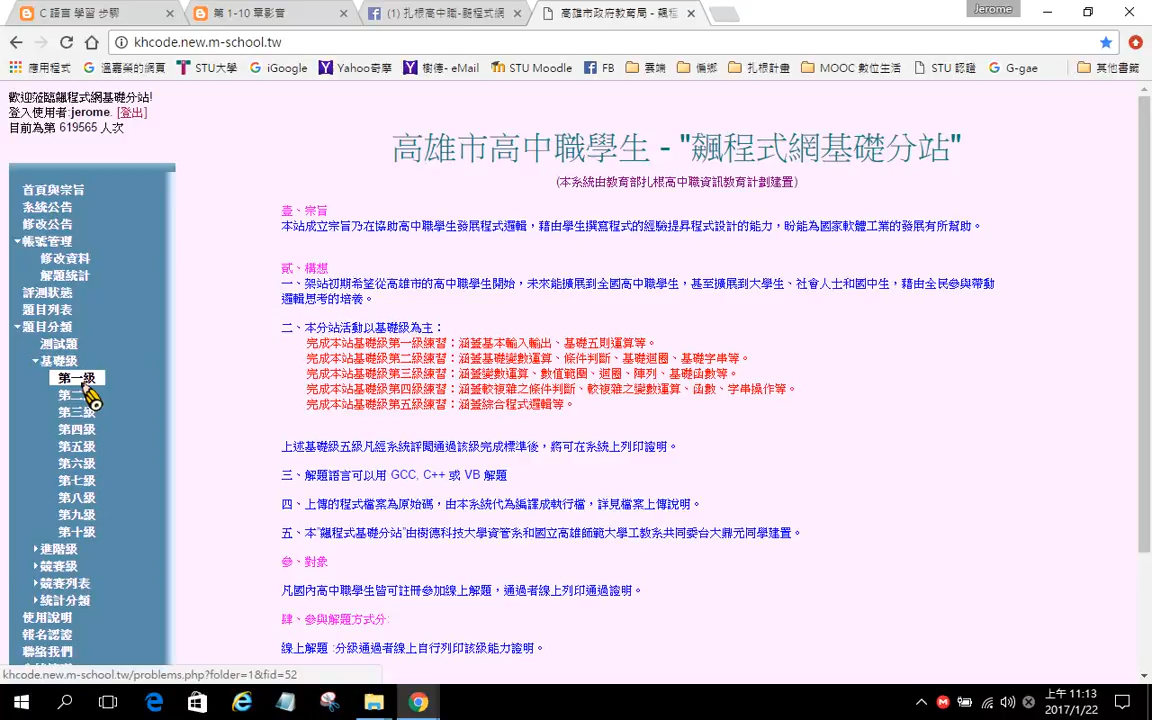 C 語言 學習 步驟
第 1-10 章影音
(1) 扎根高中職-飆程式網
高雄市政府教育局 - 飆程
Jerome
khcode.new.m-school.tw
應用程式 溫嘉榮的網頁 STU大學 iGoogle Yahoo奇摩 樹德- eMail STU Moodle FB 雲端 偏鄉 扎根計畫 MOOC 數位生活 STU 認證 G-gae 其他書籤
歡迎蒞臨飆程式網基礎分站!
登入使用者:jerome. [登出]
目前為第 619565 人次
首頁與宗旨
系統公告
修改公告
帳號管理
修改資料
解題統計
評測狀態
題目列表
題目分類
測試題
基礎級
第一級
第二
第三級
第四級
第五級
第六級
第七級
第八級
第九級
第十級
進階級
競賽級
競賽列表
統計分類
使用說明
報名認證
聯絡我們
高雄市高中職學生 - "飆程式網基礎分站"
(本系統由教育部扎根高中職資訊教育計劃建置)
壹、宗旨
本站成立宗旨乃在協助高中職學生發展程式邏輯，藉由學生撰寫程式的經驗提昇程式設計的能力，盼能為國家軟體工業的發展有所幫助。
貳、構想
一、架站初期希望從高雄市的高中職學生開始，未來能擴展到全國高中職學生，甚至擴展到大學生、社會人士和國中生，藉由全民參與帶動
邏輯思考的培養。
二、本分站活動以基礎級為主：
完成本站基礎級第一級練習：涵蓋基本輸入輸出、基礎五則運算等。
完成本站基礎級第二級練習：涵蓋基礎變數運算、條件判斷、基礎迴圈、基礎字串等。
完成本站基礎級第三級練習：涵蓋變數運算、數值範圍、迴圈、陣列、基礎函數等。
完成本站基礎級第四級練習：涵蓋較複雜之條件判斷、較複雜之變數運算、函數、字串操作等。
完成本站基礎級第五級練習：涵蓋綜合程式邏輯等。
上述基礎級五級凡經系統評閱通過該級完成標準後，將可在系統上列印證明。
三、解題語言可以用 GCC, C++ 或 VB 解題
四、上傳的程式檔案為原始碼，由本系統代為編譯成執行檔，詳見檔案上傳說明。
五、本"飆程式基礎分站"由樹德科技大學資管系和國立高雄師範大學工教系共同委台大鼎元同學建置。
參、對象
凡國內高中職學生皆可註冊參加線上解題，通過者線上列印通過證明。
肆、參與解題方式分:
線上解題 :分級通過者線上自行列印該級能力證明。
khcode.new.m-school.tw/problems.php?folder=1&fid=52
上午 11:13
2017/1/22